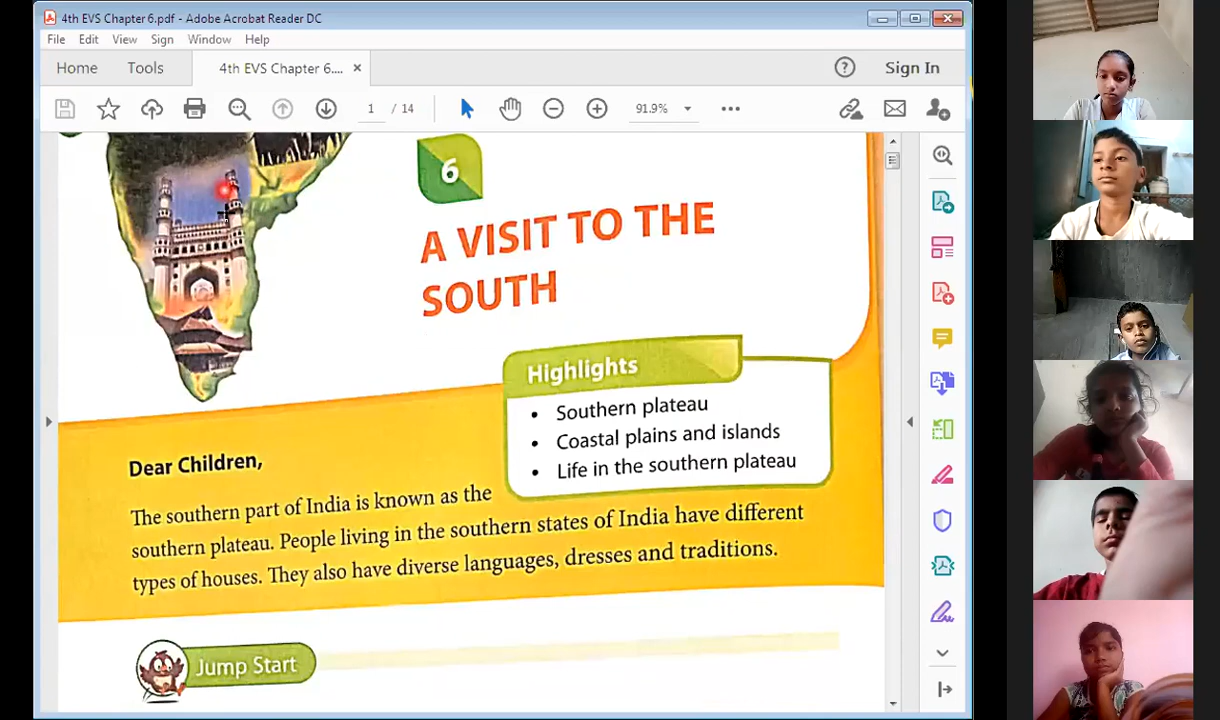 4th EVS Chapter 6.pdf - Adobe Acrobat Reader DC
File Edit View Sign Window Help
Home Tools 4th EVS Chapter 6.... × ? Sign In
1 / 14 91.9%
6
A VISIT TO THE
SOUTH
Highlights
• Southern plateau
• Coastal plains and islands
• Life in the southern plateau
Dear Children,
The southern part of India is known as the
southern plateau. People living in the southern states of India have different
types of houses. They also have diverse languages, dresses and traditions.
Jump Start